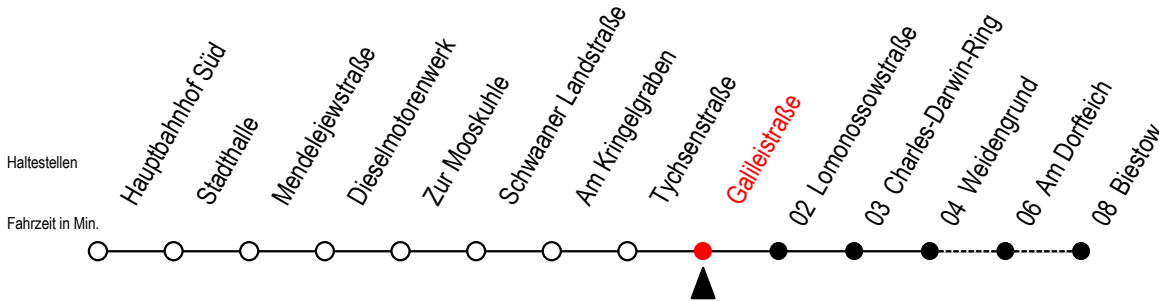 Haltestellen
Fahrzeit in Min.
Hauptbahnhof Süd
Stadthalle
Mendelejewstraße
Dieselmotorenwerk
Zur Mooskuhle
Schwaaner Landstraße
Am Kringelgraben
Tychsenstraße
Galileistraße
02 Lomonossowstraße
03 Charles-Darwin-Ring
04 Weidengrund
06 Am Dorfteich
08 Biestow